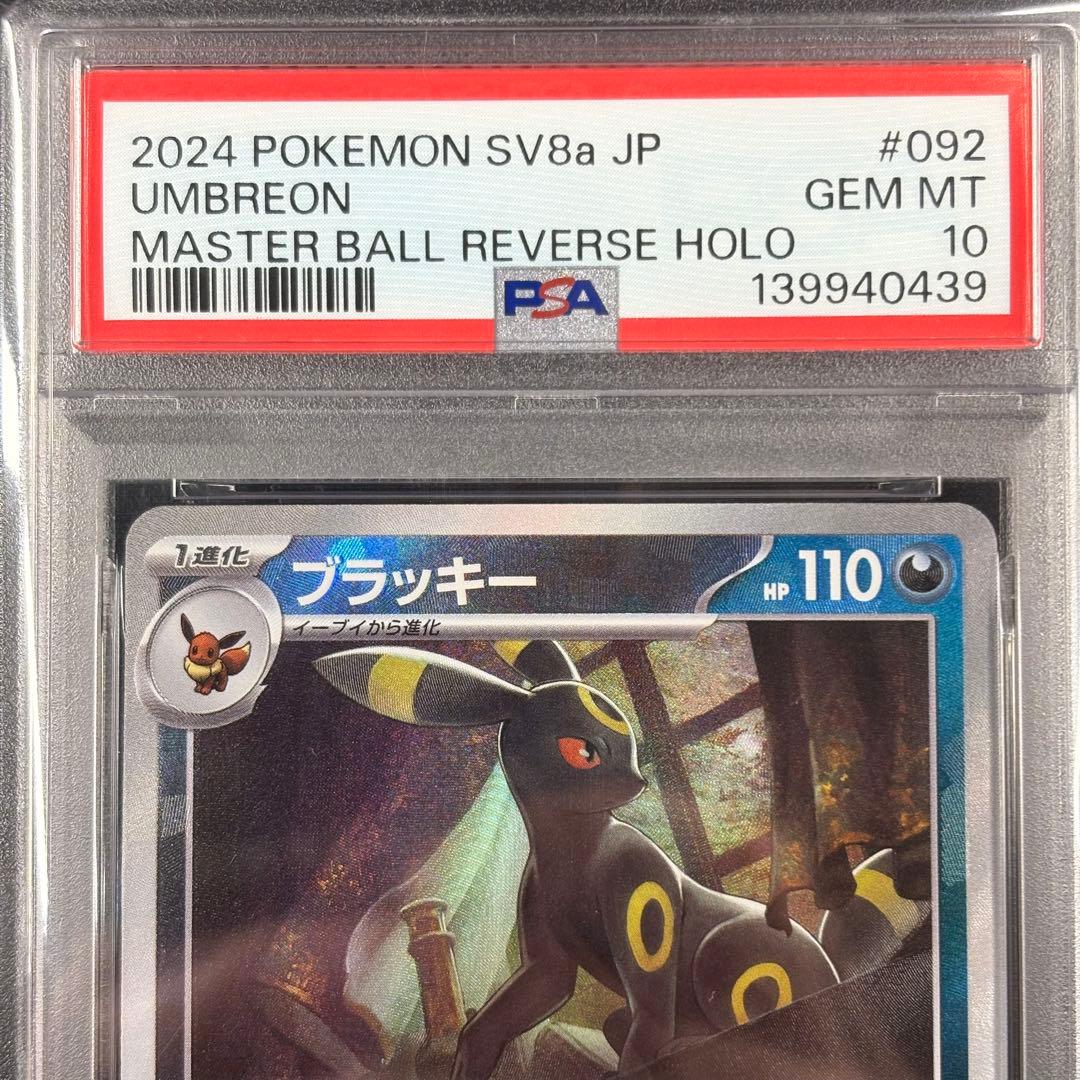 2024 POKEMON SV8a JP #092
UMBREON GEM MT
MASTER BALL REVERSE HOLO 10
PSA 139940439
1進化
ブラッキー HP 110
イーブイから進化